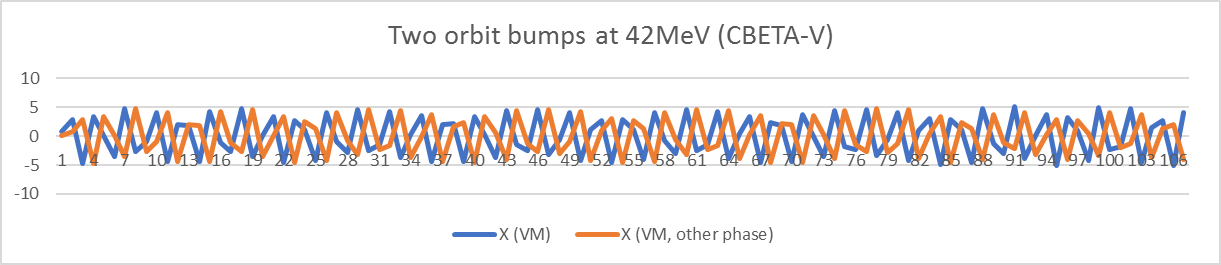 Two orbit bumps at 42MeV (CBETA-V)
10
5
0
1 4 7 10 13 16 19 22 25 28 31 34 37 40 43 46 49 52 55 58 61 64 67 70 73 76 79 82 85 88 91 94 97 100 103 106
-5
-10
X (VM) X (VM, other phase)